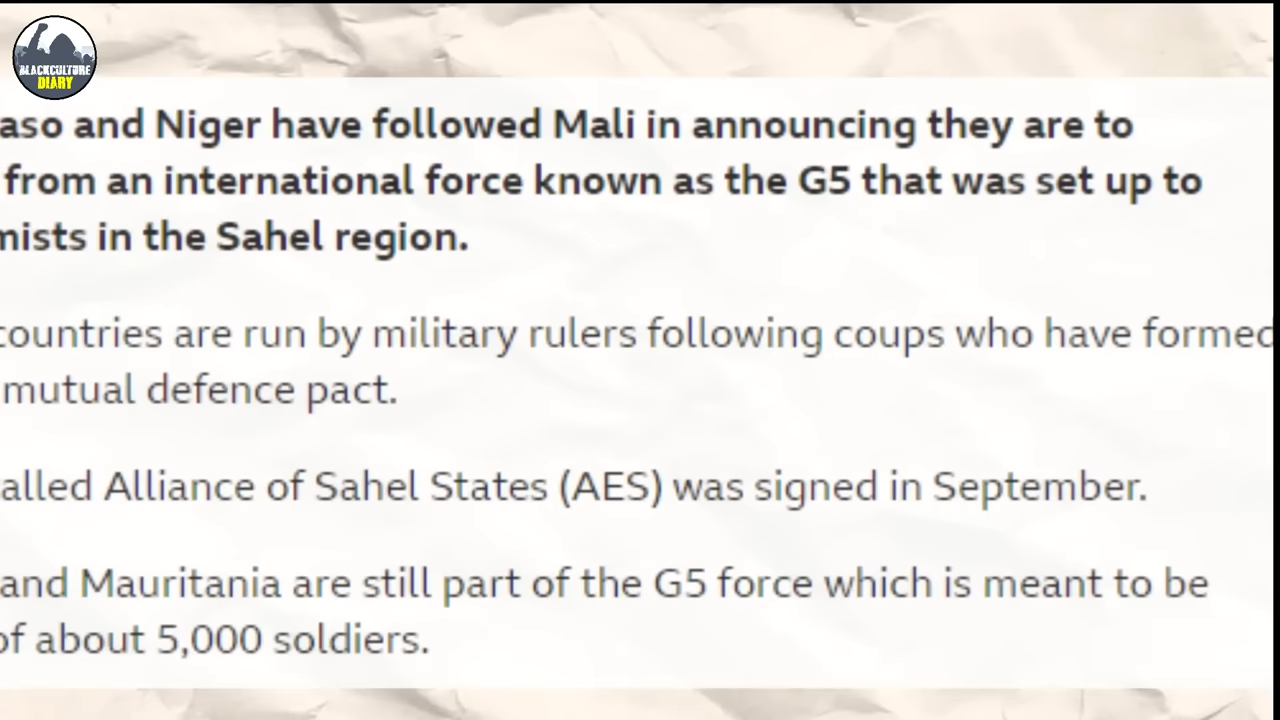 BLACKCULTURE
DIARY
aso and Niger have followed Mali in announcing they are to
from an international force known as the G5 that was set up to
mists in the Sahel region.
countries are run by military rulers following coups who have formed
mutual defence pact.
alled Alliance of Sahel States (AES) was signed in September.
and Mauritania are still part of the G5 force which is meant to be
of about 5,000 soldiers.